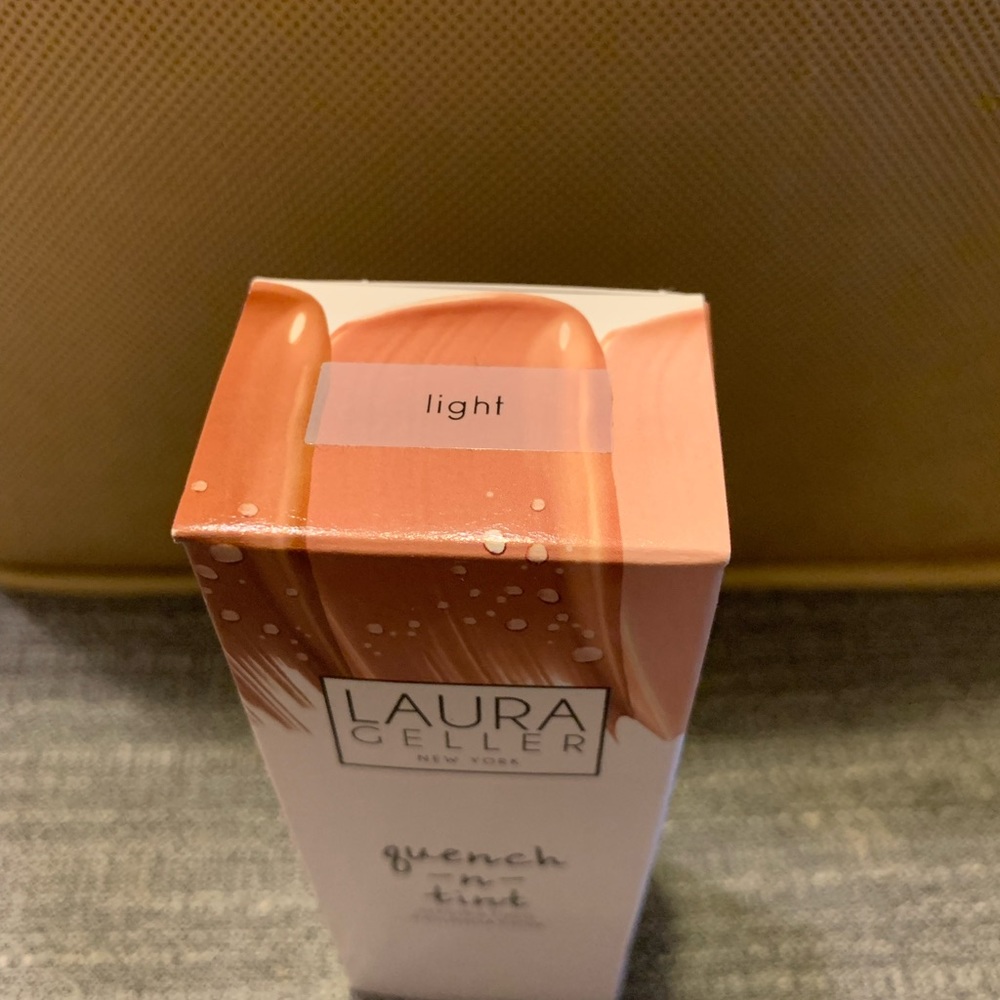 light
LAURA
GELLER
NEW YORK
quench
-n-
tint